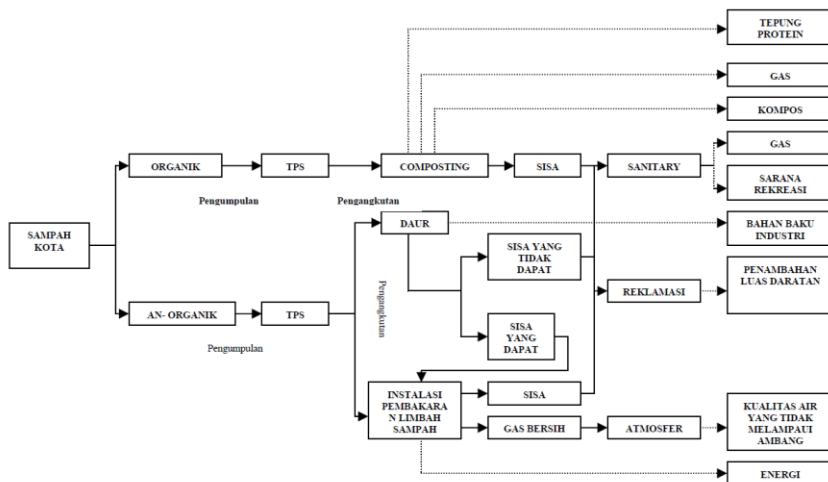 TEPUNG
PROTEIN
GAS
KOMPOS
GAS
ORGANIK
TPS
COMPOSTING
SISA
SANITARY
SARANA
REKREASI
Pengumpulan
Pengangkutan
SAMPAH
KOTA
DAUR
BAHAN BAKU
INDUSTRI
SISA YANG
TIDAK
DAPAT
PENAMBAHAN
LUAS DARATAN
REKLAMASI
Pengangkutan
AN- ORGANIK
TPS
SISA
YANG
DAPAT
Pengumpulan
INSTALASI
PEMBAKARA
N LIMBAH
SAMPAH
SISA
GAS BERSIH
ATMOSFER
KUALITAS AIR
YANG TIDAK
MELAMPAUI
AMBANG
ENERGI